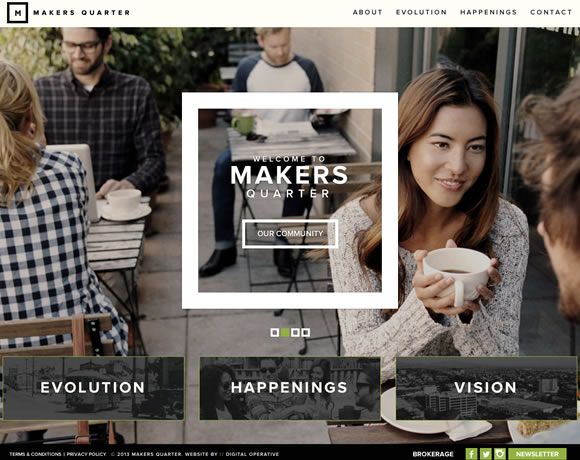 M MAKERS QUARTER
ABOUT EVOLUTION HAPPENINGS CONTACT
WELCOME TO
MAKERS
QUARTER
OUR COMMUNITY
EVOLUTION HAPPENINGS VISION
TERMS & CONDITIONS | PRIVACY POLICY © 2013 MAKERS QUARTER. WEBSITE BY :: DIGITAL OPERATIVE BROKERAGE f NEWSLETTER